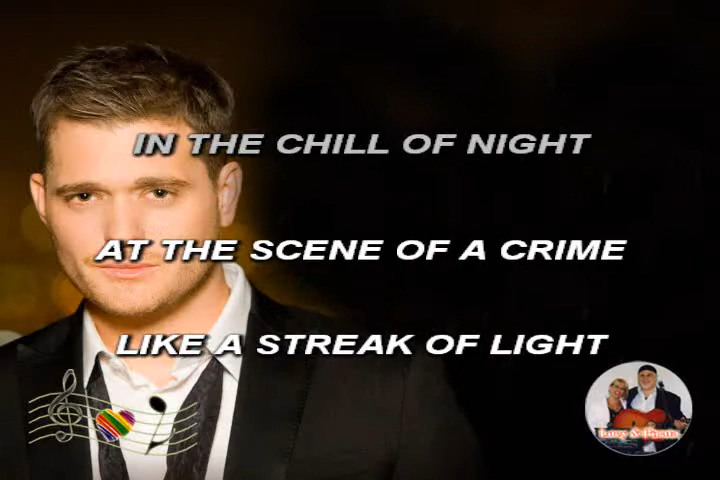 IN THE CHILL OF NIGHT
AT THE SCENE OF A CRIME
LIKE A STREAK OF LIGHT